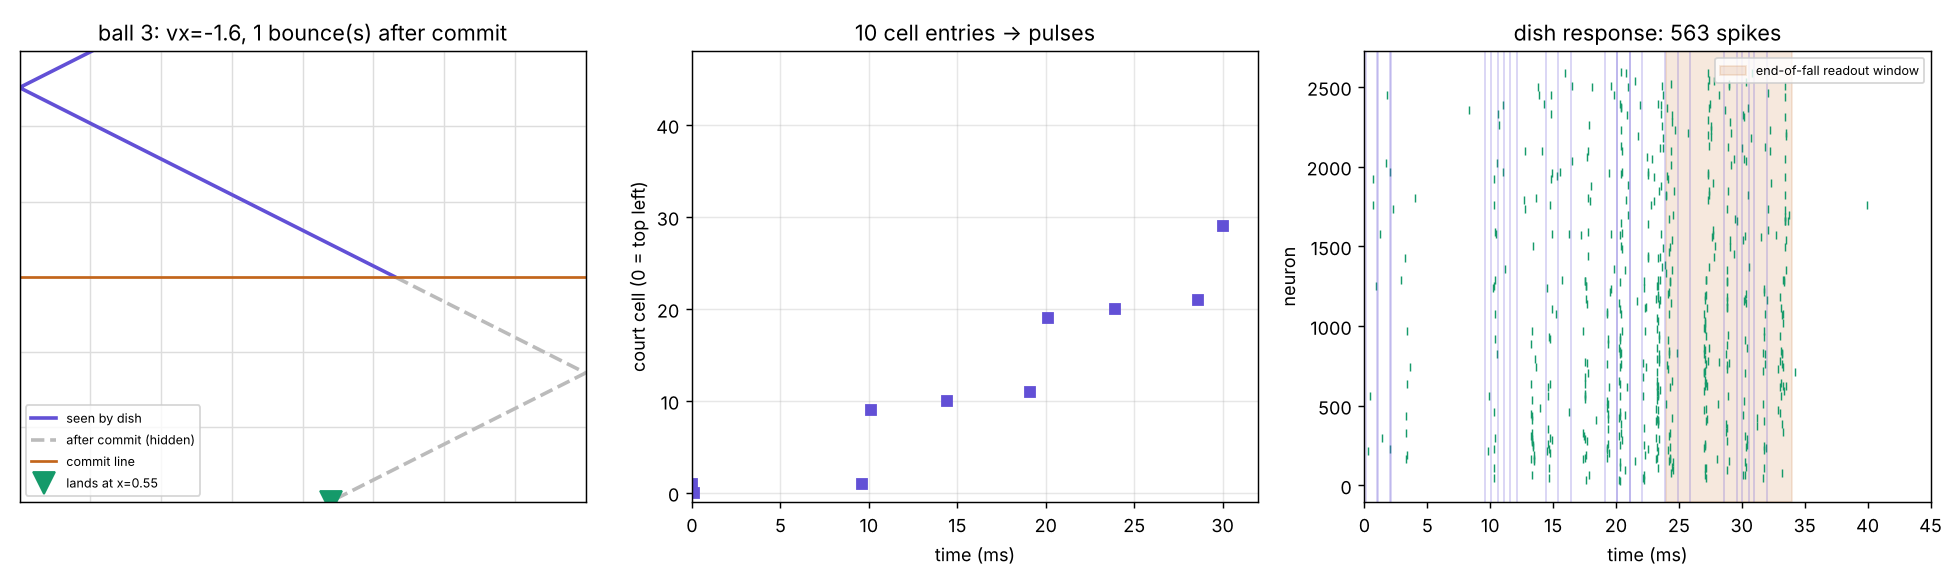 ball 3: vx=-1.6, 1 bounce(s) after commit
seen by dish
after commit (hidden)
commit line
lands at x=0.55
10 cell entries → pulses
court cell (0 = top left)
40
30
20
10
0
0 5 10 15 20 25 30
time (ms)
dish response: 563 spikes
end-of-fall readout window
neuron
2500
2000
1500
1000
500
0
0 5 10 15 20 25 30 35 40 45
time (ms)